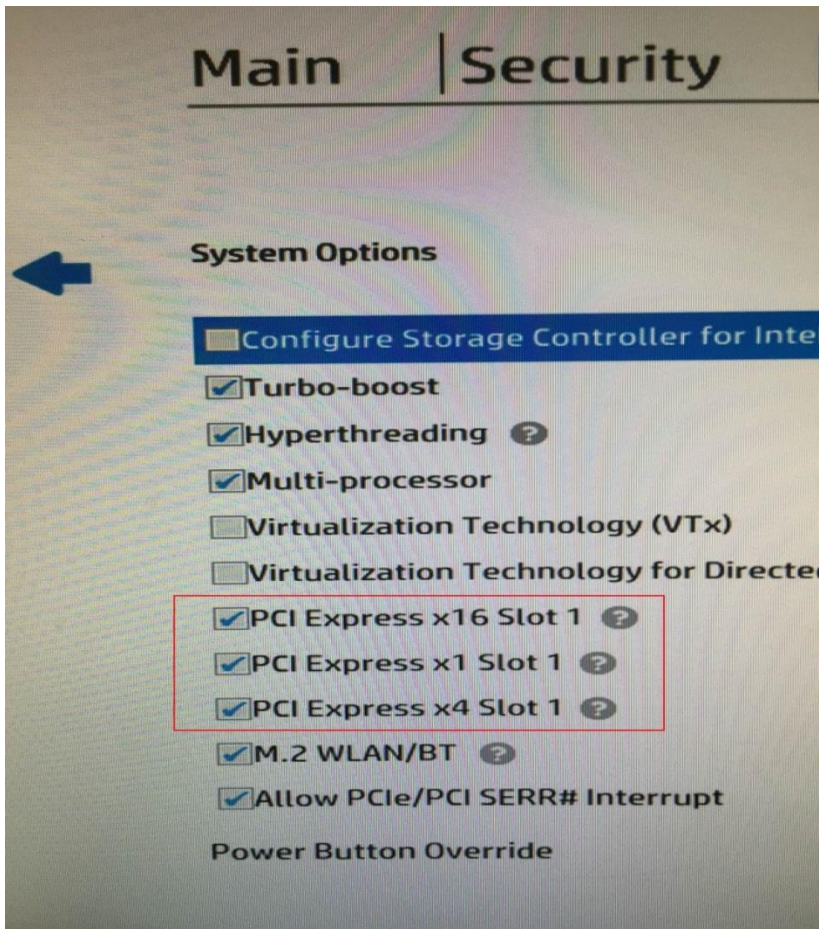 Main | Security
System Options
Configure Storage Controller for Inte
Turbo-boost
Hyperthreading ?
Multi-processor
Virtualization Technology (VTx)
Virtualization Technology for Directe
PCI Express x16 Slot 1 ?
PCI Express x1 Slot 1 ?
PCI Express x4 Slot 1 ?
M.2 WLAN/BT ?
Allow PCIe/PCI SERR# Interrupt
Power Button Override